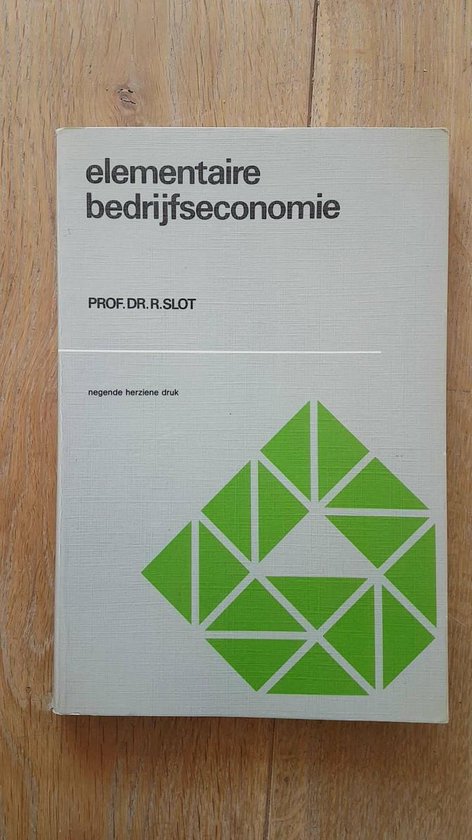 elementaire
bedrijfseconomie
PROF. DR. R. SLOT
negende herziene druk